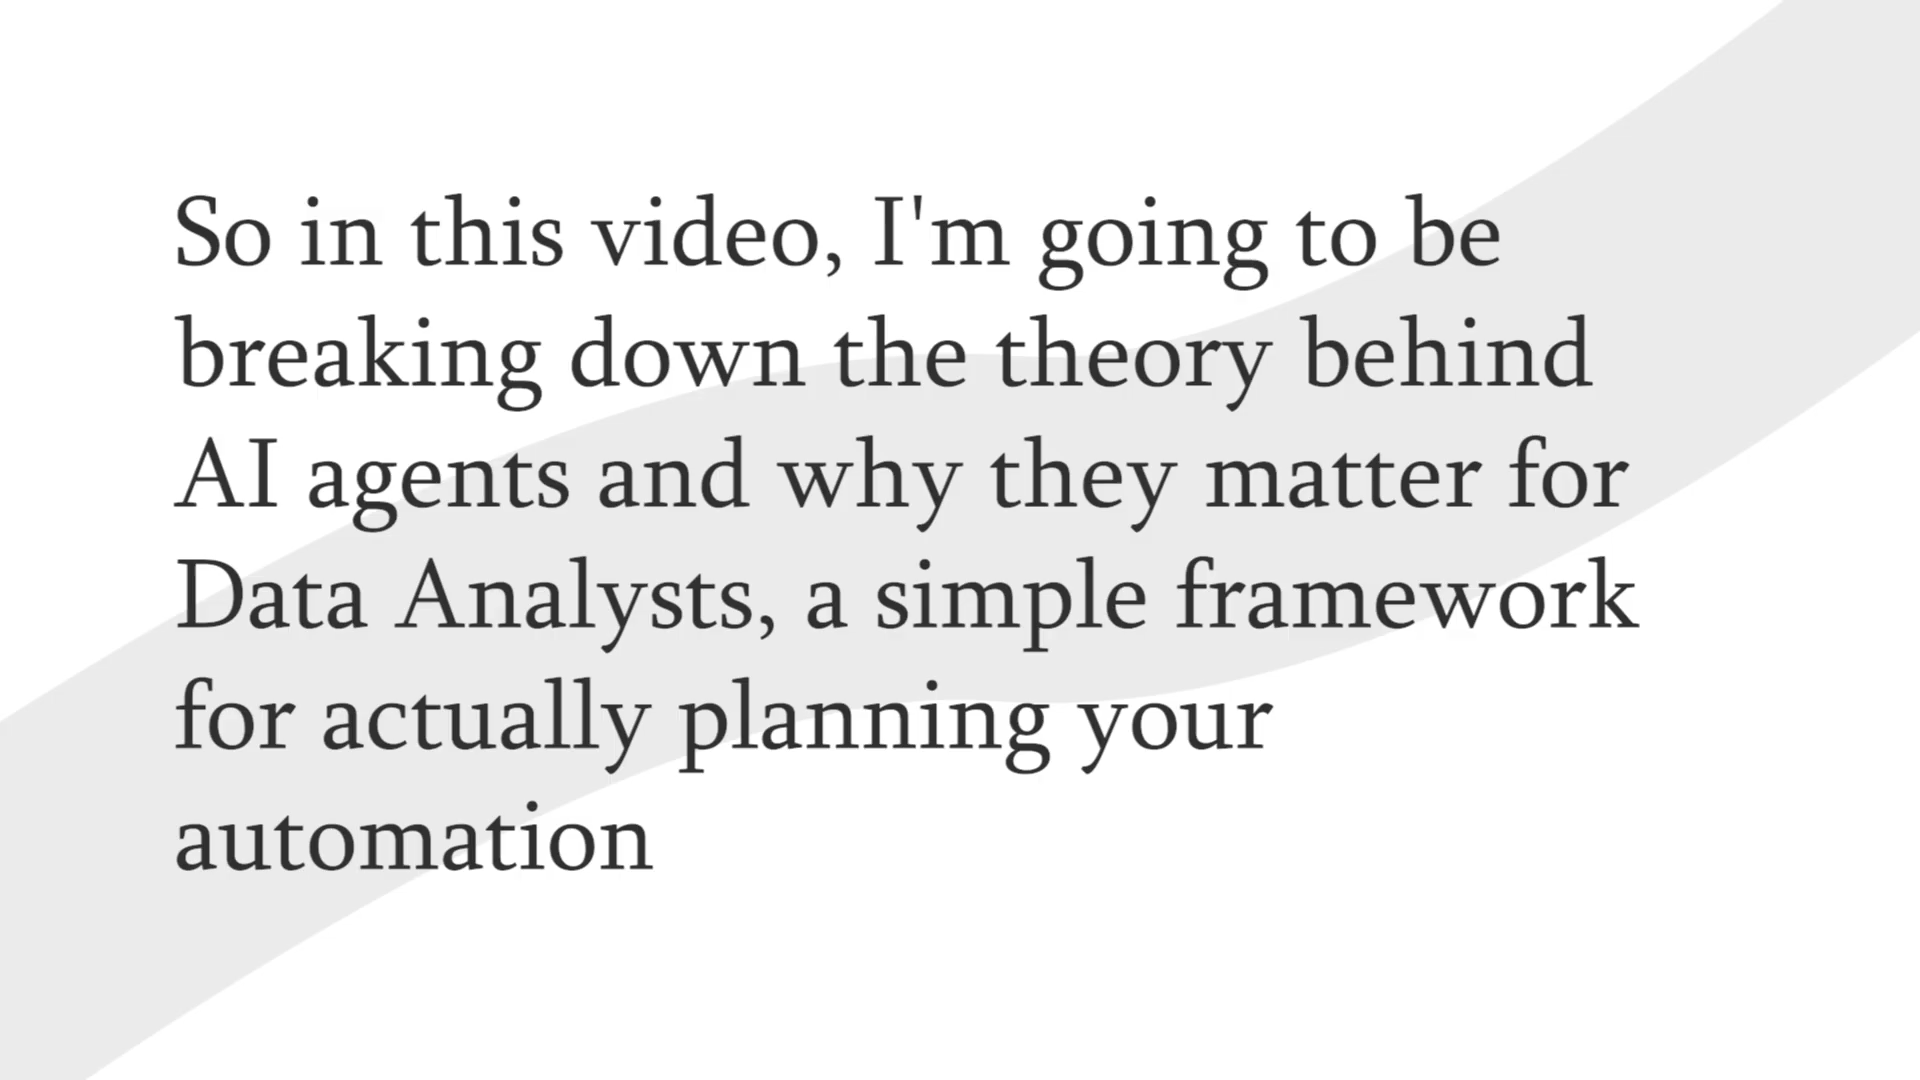 So in this video, I'm going to be
breaking down the theory behind
AI agents and why they matter for
Data Analysts, a simple framework
for actually planning your
automation